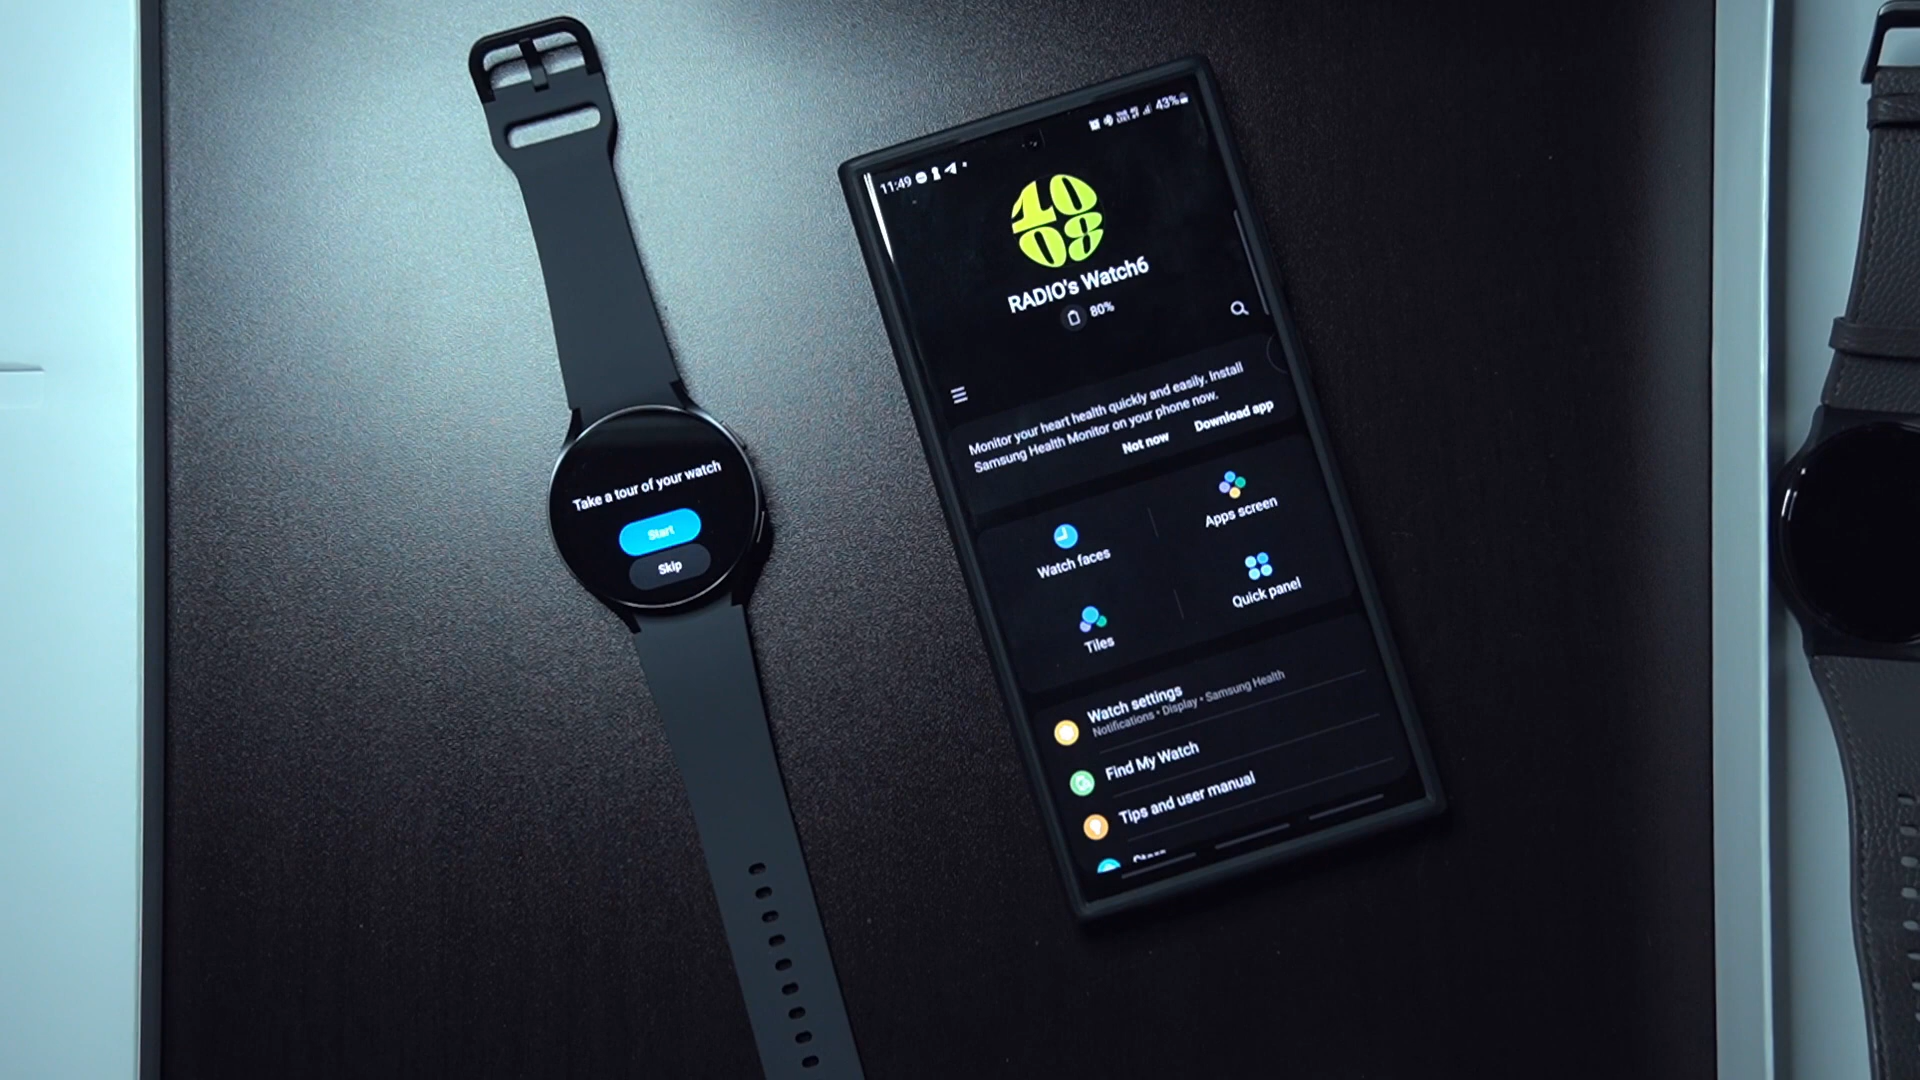 Take a tour of your watch
Start
Skip
11:49
43%
10
08
RADIO's Watch6
80%
Monitor your heart health quickly and easily. Install
Samsung Health Monitor on your phone now.
Not now
Download app
Watch faces
Apps screen
Tiles
Quick panel
Watch settings
Notifications • Display • Samsung Health
Find My Watch
Tips and user manual